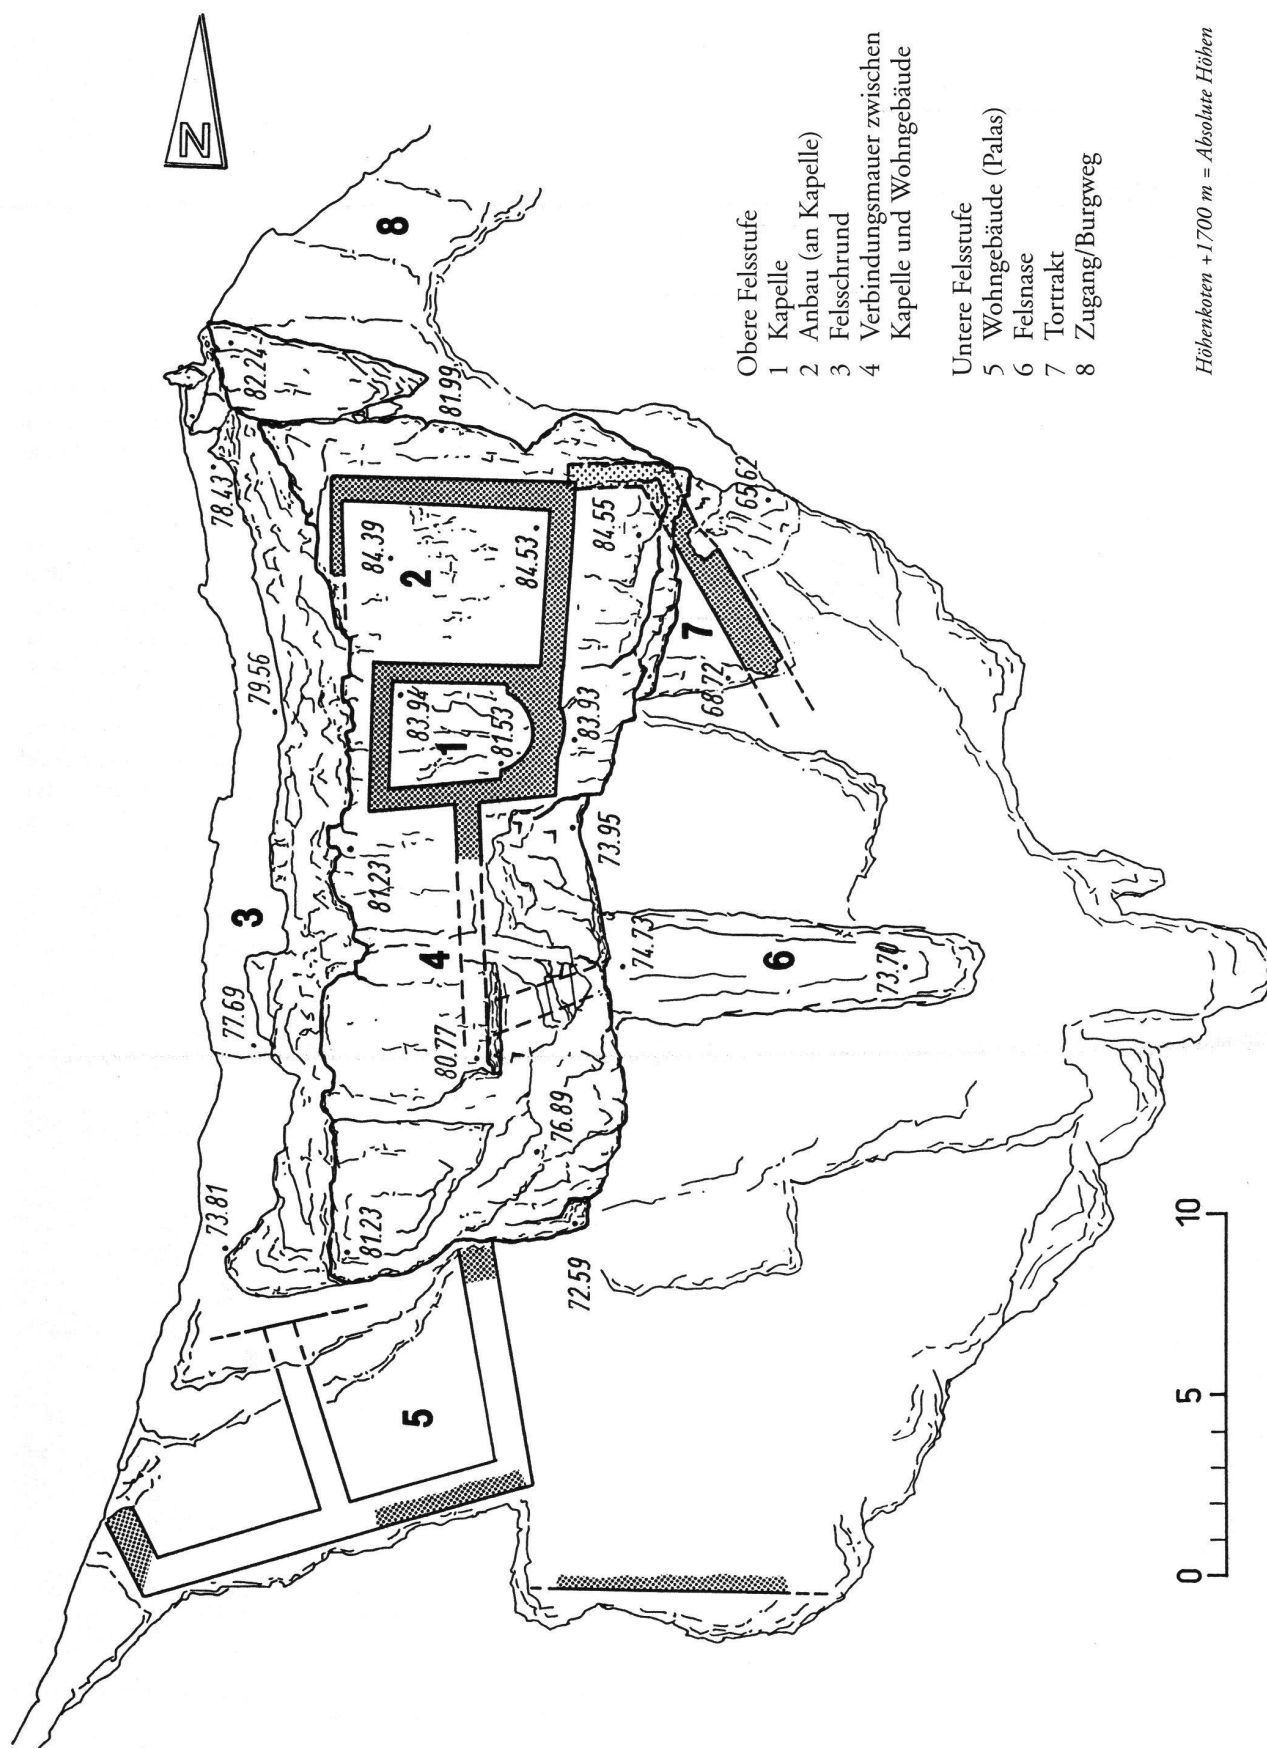 N
8
82.24
81.99
78.43
84.39
2
84.53
84.55
65.62
79.56
7
68.72
83.94
1
81.53
83.93
3
81.23
73.95
4
74.73
6
73.70
77.69
80.77
76.89
73.81
81.23
72.59
5
0 5 10
Obere Felsstufe
1 Kapelle
2 Anbau (an Kapelle)
3 Felsschrund
4 Verbindungsmauer zwischen
Kapelle und Wohngebäude
Untere Felsstufe
5 Wohngebäude (Palas)
6 Felsnase
7 Tortrakt
8 Zugang/Burgweg
Höhenkoten +1700 m = Absolute Höhen